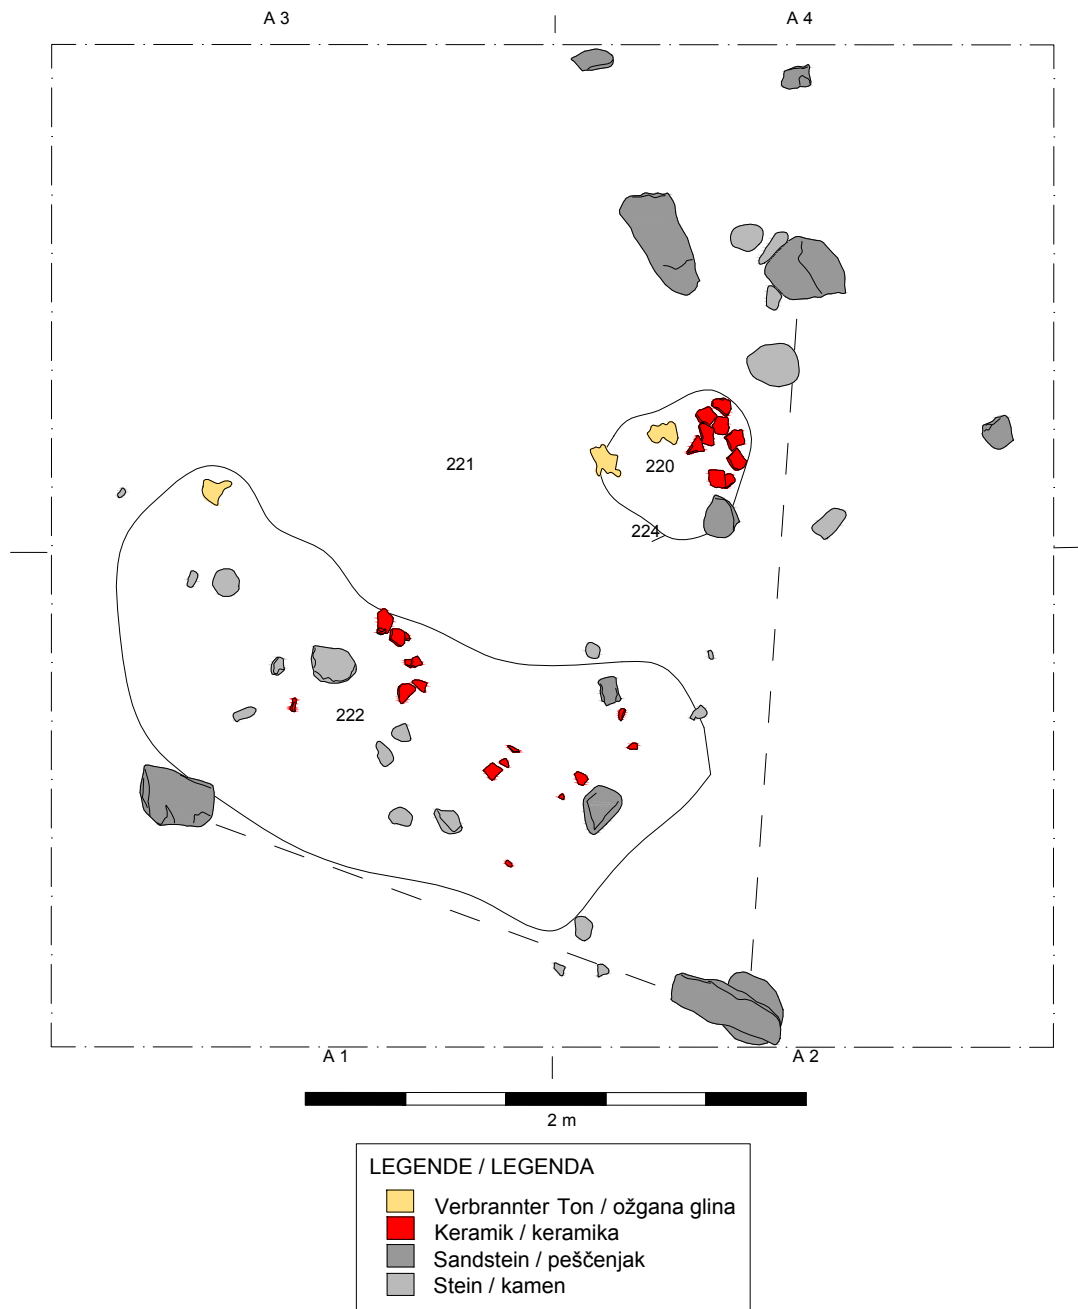 A 3
A 4
221
220
224
222
A 1
A 2
2 m
LEGENDE / LEGENDA
Verbrannter Ton / ožgana glina
Keramik / keramika
Sandstein / peščenjak
Stein / kamen